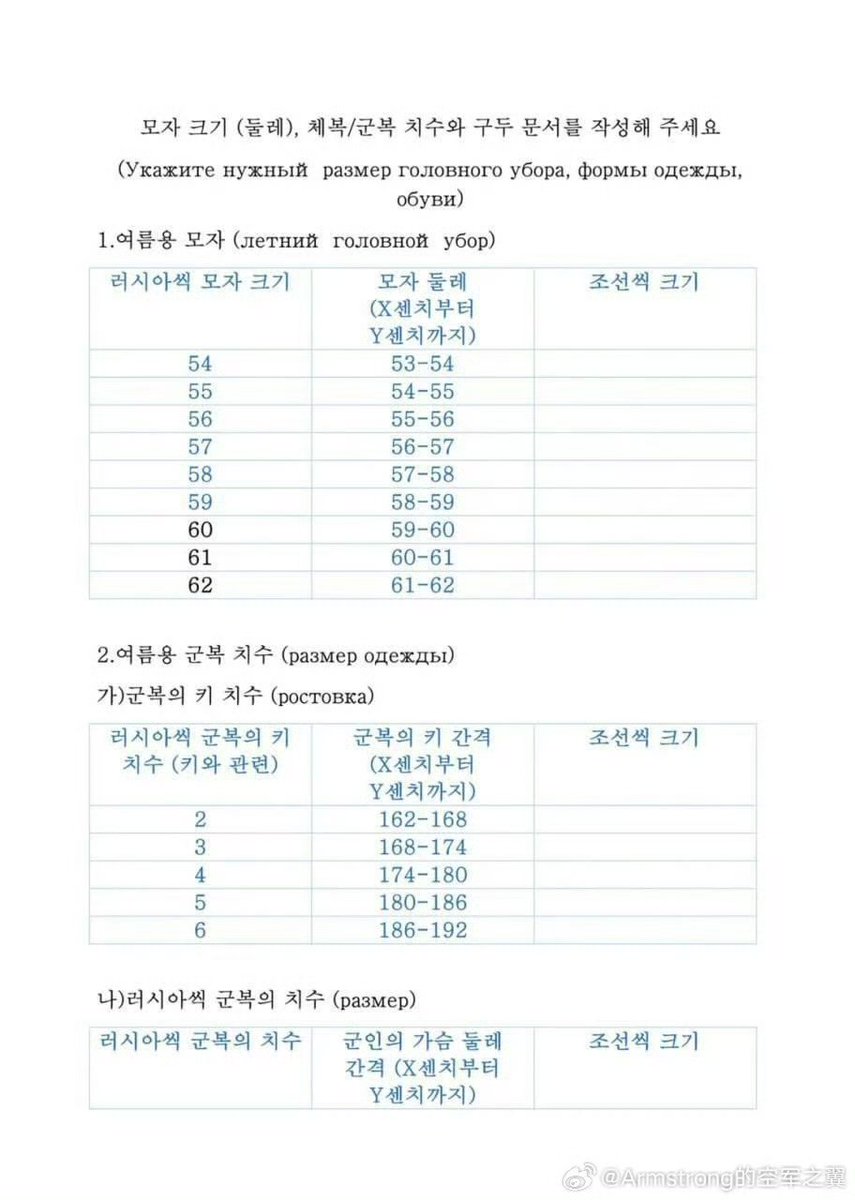 모자 크기 (둘레), 체복/군복 치수와 구두 문서를 작성해 주세요
(Укажите нужный размер головного убора, формы одежды,
обуви)
1.여름용 모자 (летний головной убор)
러시아씩 모자 크기 모자 둘레 조선씩 크기
(X센치부터
Y센치까지)
54 53-54
55 54-55
56 55-56
57 56-57
58 57-58
59 58-59
60 59-60
61 60-61
62 61-62
2.여름용 군복 치수 (размер одежды)
가)군복의 키 치수 (ростовка)
러시아씩 군복의 키 군복의 키 간격 조선씩 크기
치수 (키와 관련) (X센치부터
Y센치까지)
2 162-168
3 168-174
4 174-180
5 180-186
6 186-192
나)러시아씩 군복의 치수 (размер)
러시아씩 군복의 치수 군인의 가슴 둘레 조선씩 크기
간격 (X센치부터
Y센치까지)
@Armstrong的空军之翼